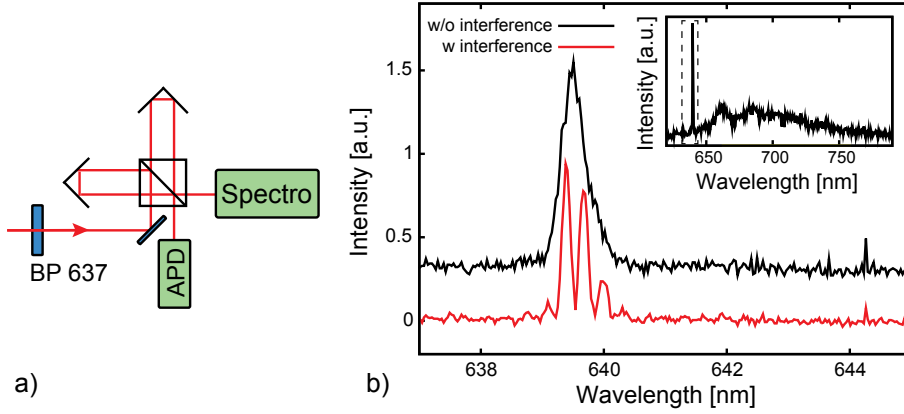 BP 637
APD
Spectro
a)
w/o interference
w interference
Intensity [a.u.]
1.5
1
0.5
0
638
640
642
644
Wavelength [nm]
b)
Intensity [a.u.]
650
700
750
Wavelength [nm]